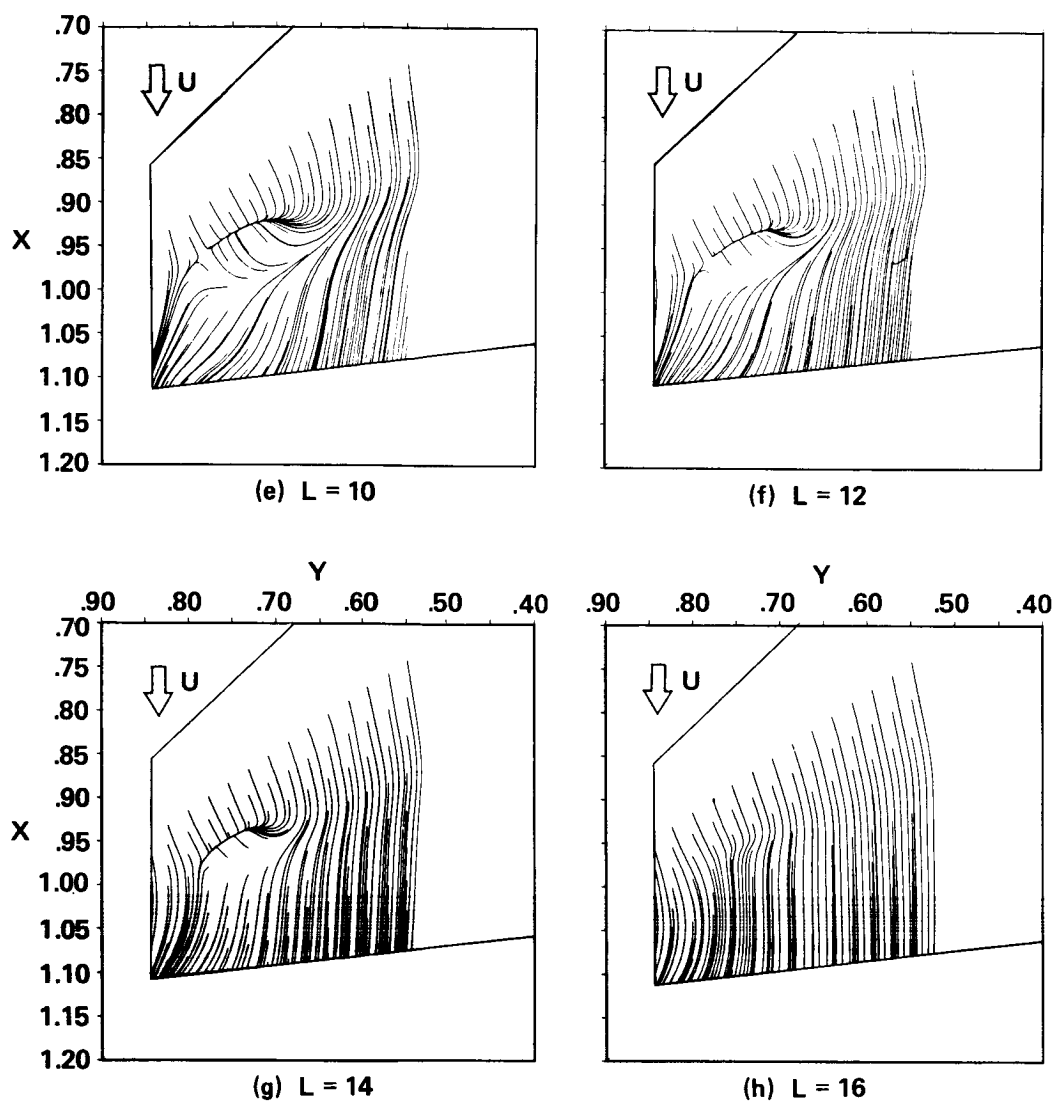 .70
.75
.80
.85
.90
.95
1.00
1.05
1.10
1.15
1.20
X
U
(e) L = 10
U
(f) L = 12
Y
.90 .80 .70 .60 .50 .40
.70
.75
.80
.85
.90
.95
1.00
1.05
1.10
1.15
1.20
X
U
(g) L = 14
Y
.90 .80 .70 .60 .50 .40
U
(h) L = 16